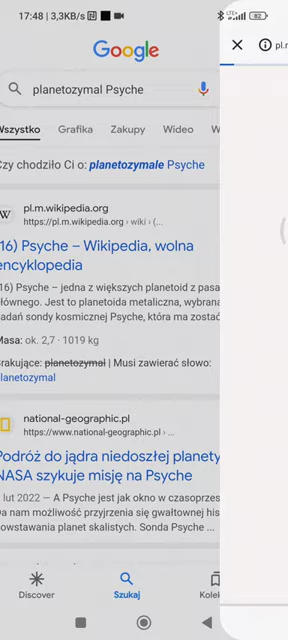 17:48 | 3,3KB/s
LTE+
82
Google
pl.r
planetozymal Psyche
Wszystko Grafika Zakupy Wideo W
Czy chodziło Ci o: planetozymale Psyche
W
pl.m.wikipedia.org
https://pl.m.wikipedia.org › wiki › (...
16) Psyche – Wikipedia, wolna
encyklopedia
16) Psyche – jedna z większych planetoid z pasa
łównego. Jest to planetoida metaliczna, wybrana
adań sondy kosmicznej Psyche, która ma zostać
Masa: ok. 2,7 · 1019 kg
Brakujące: planetozymal | Musi zawierać słowo:
planetozymal
national-geographic.pl
https://www.national-geographic.pl › ...
Podróż do jądra niedoszłej planety
NASA szykuje misję na Psyche
lut 2022 — A Psyche jest jak okno w czasoprzes
Da nam możliwość przyjrzenia się gwałtownej his
powstawania planet skalistych. Sonda Psyche ...
Discover Szukaj Kolek